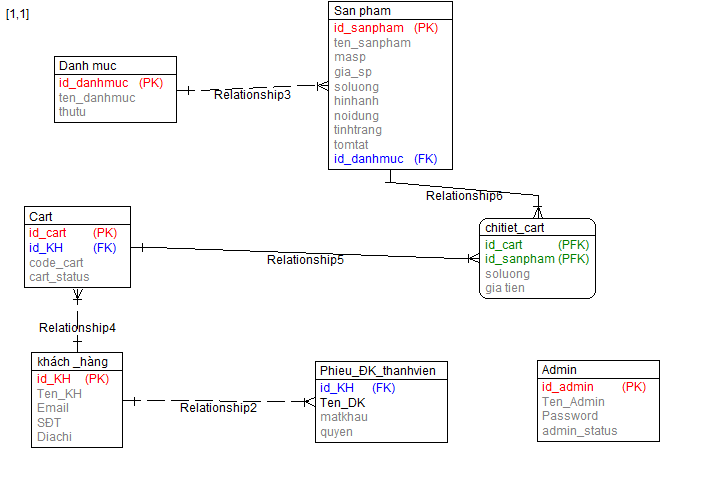 [1,1]
San pham
id_sanpham (PK)
ten_sanpham
masp
gia_sp
soluong
hinhanh
noidung
tinhtrang
tomtat
id_danhmuc (FK)
Danh muc
id_danhmuc (PK)
ten_danhmuc
thutu
Relationship3
Relationship6
Cart
id_cart (PK)
id_KH (FK)
code_cart
cart_status
chitiet_cart
id_cart (PFK)
id_sanpham (PFK)
soluong
gia tien
Relationship5
Relationship4
khách _hàng
id_KH (PK)
Ten_KH
Email
SĐT
Diachi
Relationship2
Phieu_ĐK_thanhvien
id_KH (FK)
Ten_DK
matkhau
quyen
Admin
id_admin (PK)
Ten_Admin
Password
admin_status